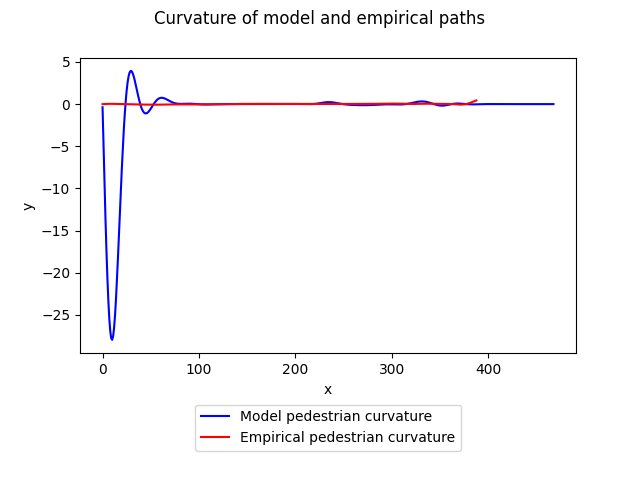 Curvature of model and empirical paths
5
0
−5
−10
−15
−20
−25
y
0 100 200 300 400
x
Model pedestrian curvature
Empirical pedestrian curvature